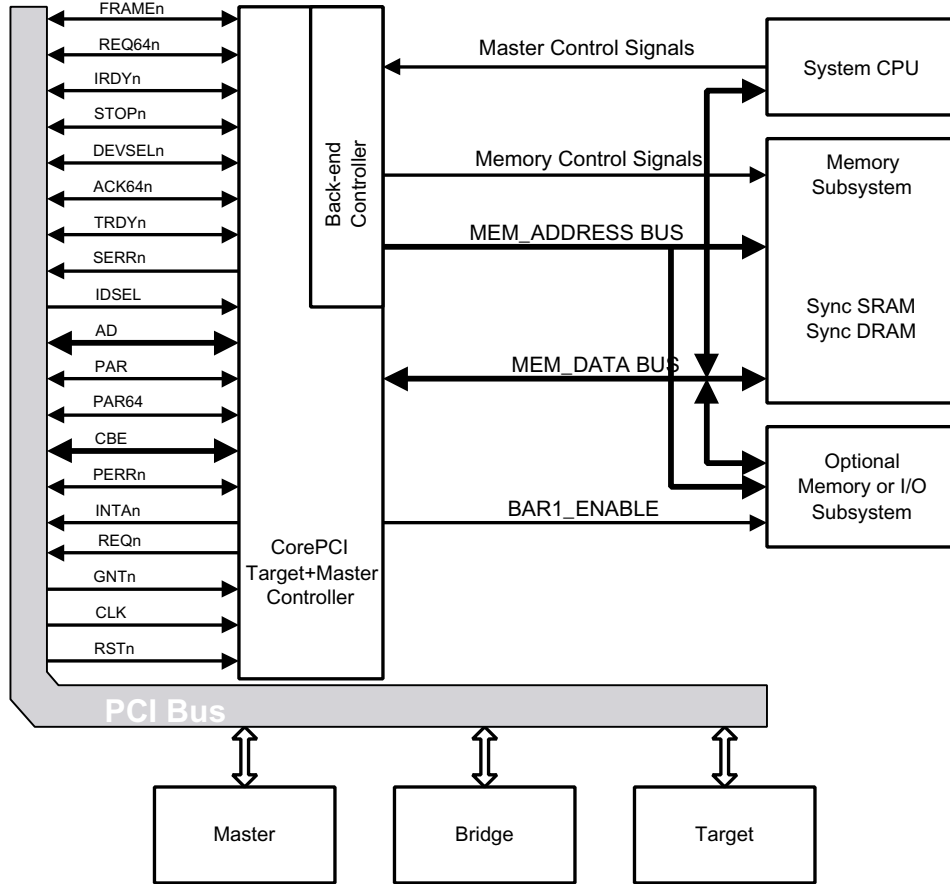 FRAMEn
REQ64n
IRDYn
STOPn
DEVSELn
ACK64n
TRDYn
SERRn
IDSEL
AD
PAR
PAR64
CBE
PERRn
INTAn
REQn
GNTn
CLK
RSTn
Back-end
Controller
CorePCI
Target+Master
Controller
Master Control Signals
Memory Control Signals
MEM_ADDRESS BUS
MEM_DATA BUS
BAR1_ENABLE
System CPU
Memory
Subsystem
Sync SRAM
Sync DRAM
Optional
Memory or I/O
Subsystem
PCI Bus
Master
Bridge
Target